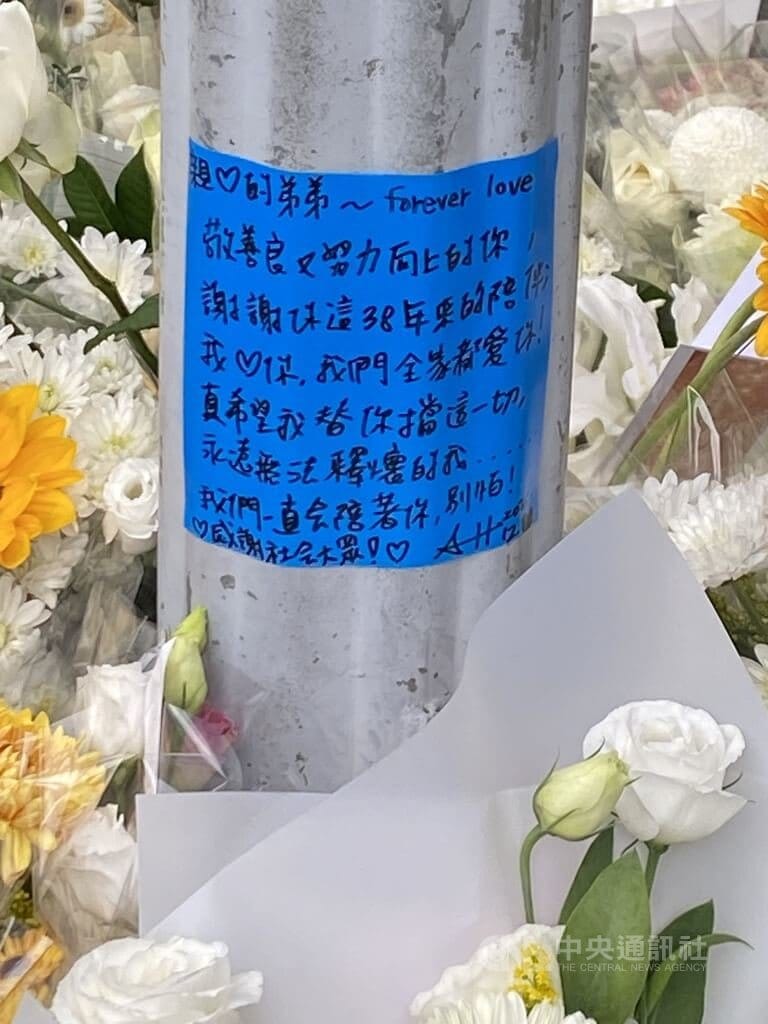 親♡的弟弟～forever love
敬善良又努力向上的你，
謝謝你這38年來的陪伴,
我♡你,我們全家都愛你!
真希望我替你擋這一切,
永遠無法釋懷的我.....
我們一直會陪著你,別怕!
♡感謝社會大眾!♡
中央通訊社
THE CENTRAL NEWS AGENCY